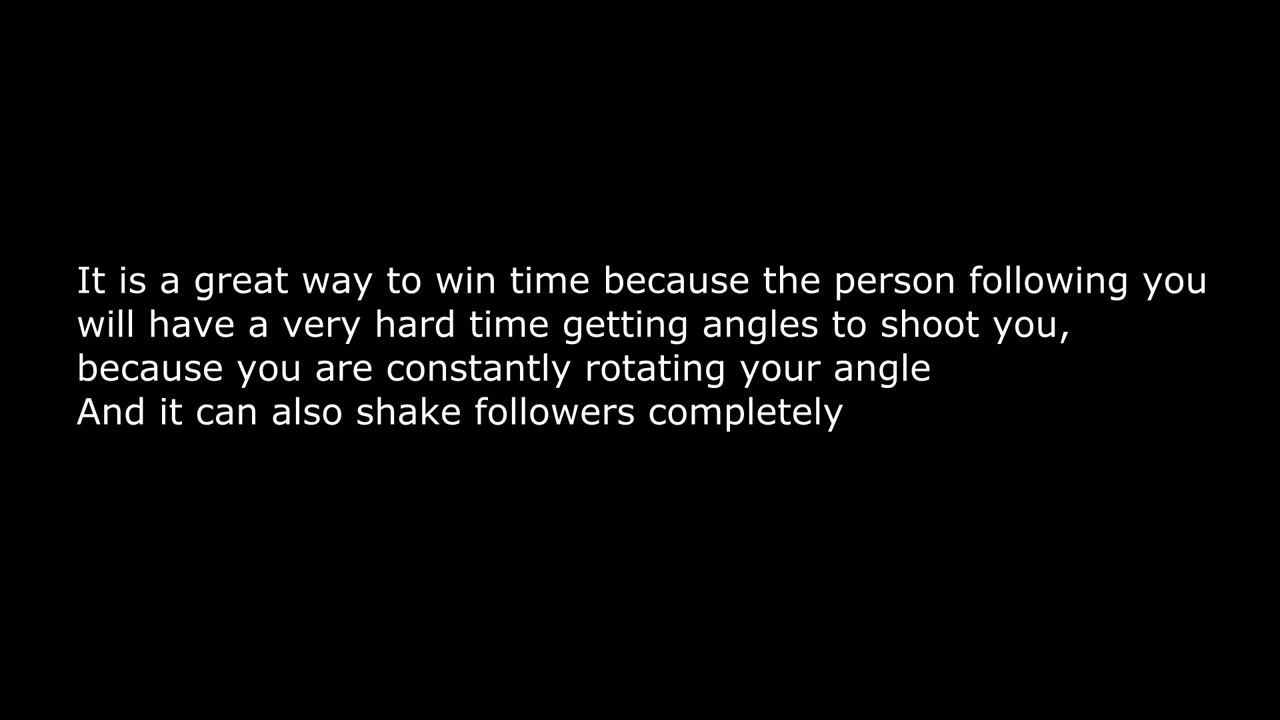 It is a great way to win time because the person following you
will have a very hard time getting angles to shoot you,
because you are constantly rotating your angle
And it can also shake followers completely